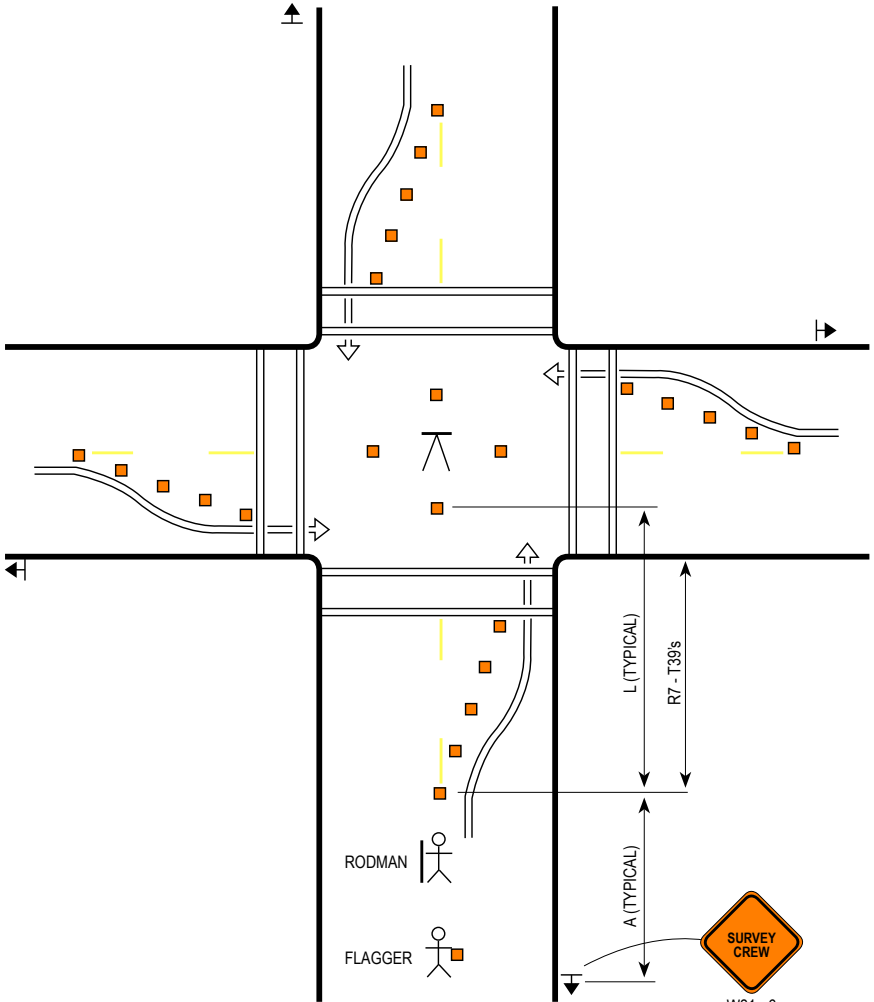 L (TYPICAL)
R7 - T39's
RODMAN
A (TYPICAL)
SURVEY
CREW
FLAGGER